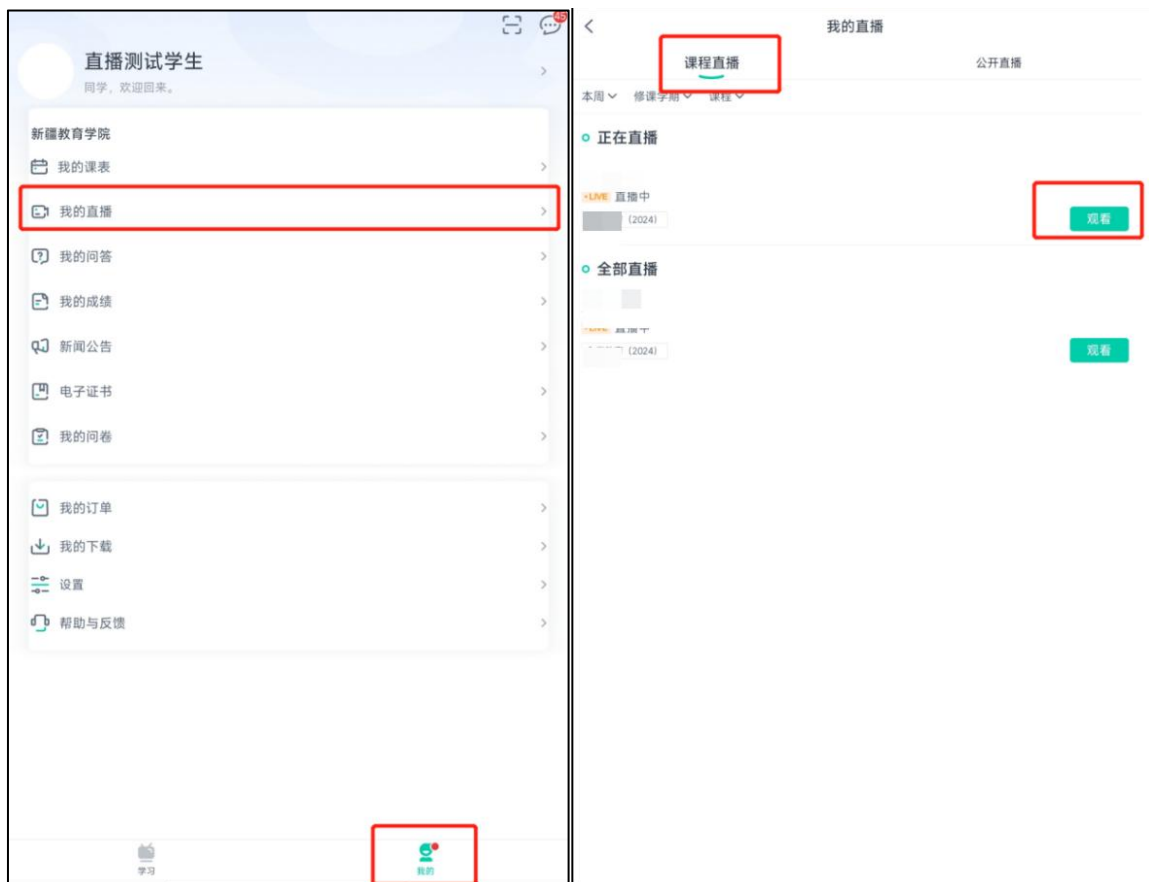 45
直播测试学生
同学，欢迎回来。
新疆教育学院
我的课表
我的直播
我的问答
我的成绩
新闻公告
电子证书
我的问卷
我的订单
我的下载
设置
帮助与反馈
学习
我的
我的直播
课程直播 公开直播
本周 修课学期 课程
正在直播
LIVE 直播中
(2024)
观看
全部直播
LIVE 直播中
(2024)
观看